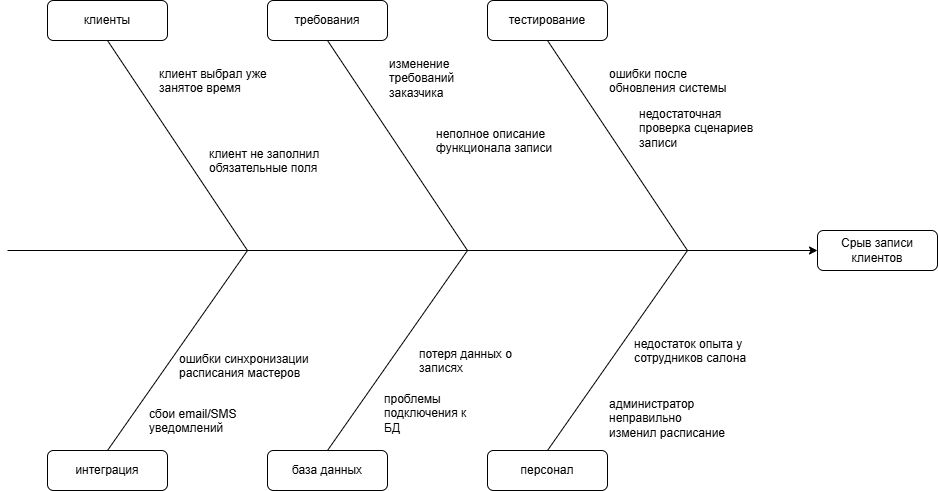 клиенты
требования
тестирование
клиент выбрал уже
занятое время
изменение
требований
заказчика
ошибки после
обновления системы
недостаточная
проверка сценариев
записи
неполное описание
функционала записи
клиент не заполнил
обязательные поля
Срыв записи
клиентов
ошибки синхронизации
расписания мастеров
потеря данных о
записях
недостаток опыта у
сотрудников салона
сбои email/SMS
уведомлений
проблемы
подключения к
БД
администратор
неправильно
изменил расписание
интеграция
база данных
персонал